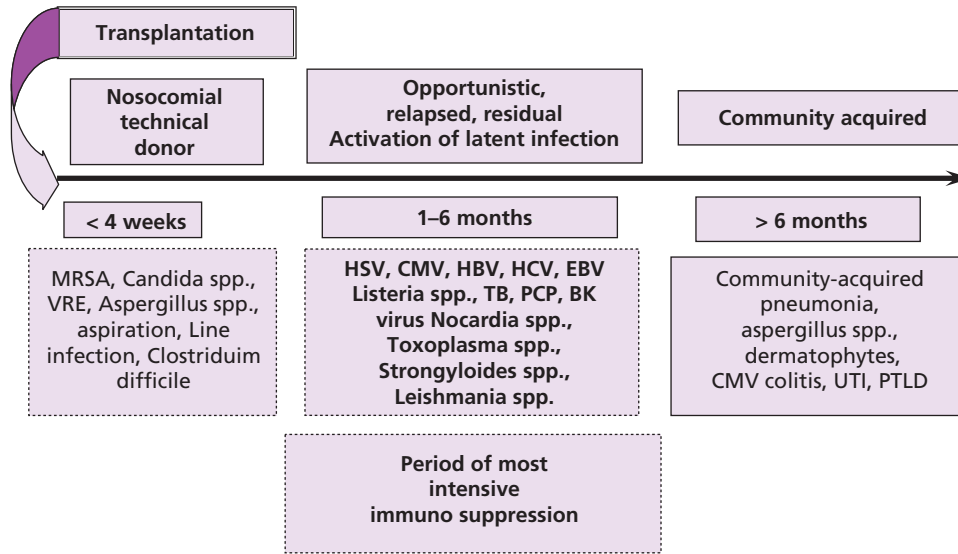 Transplantation
Nosocomial
technical
donor
Opportunistic,
relapsed, residual
Activation of latent infection
Community acquired
< 4 weeks
1–6 months
> 6 months
MRSA, Candida spp.,
VRE, Aspergillus spp.,
aspiration, Line
infection, Clostriduim
difficile
HSV, CMV, HBV, HCV, EBV
Listeria spp., TB, PCP, BK
virus Nocardia spp.,
Toxoplasma spp.,
Strongyloides spp.,
Leishmania spp.
Community-acquired
pneumonia,
aspergillus spp.,
dermatophytes,
CMV colitis, UTI, PTLD
Period of most
intensive
immuno suppression